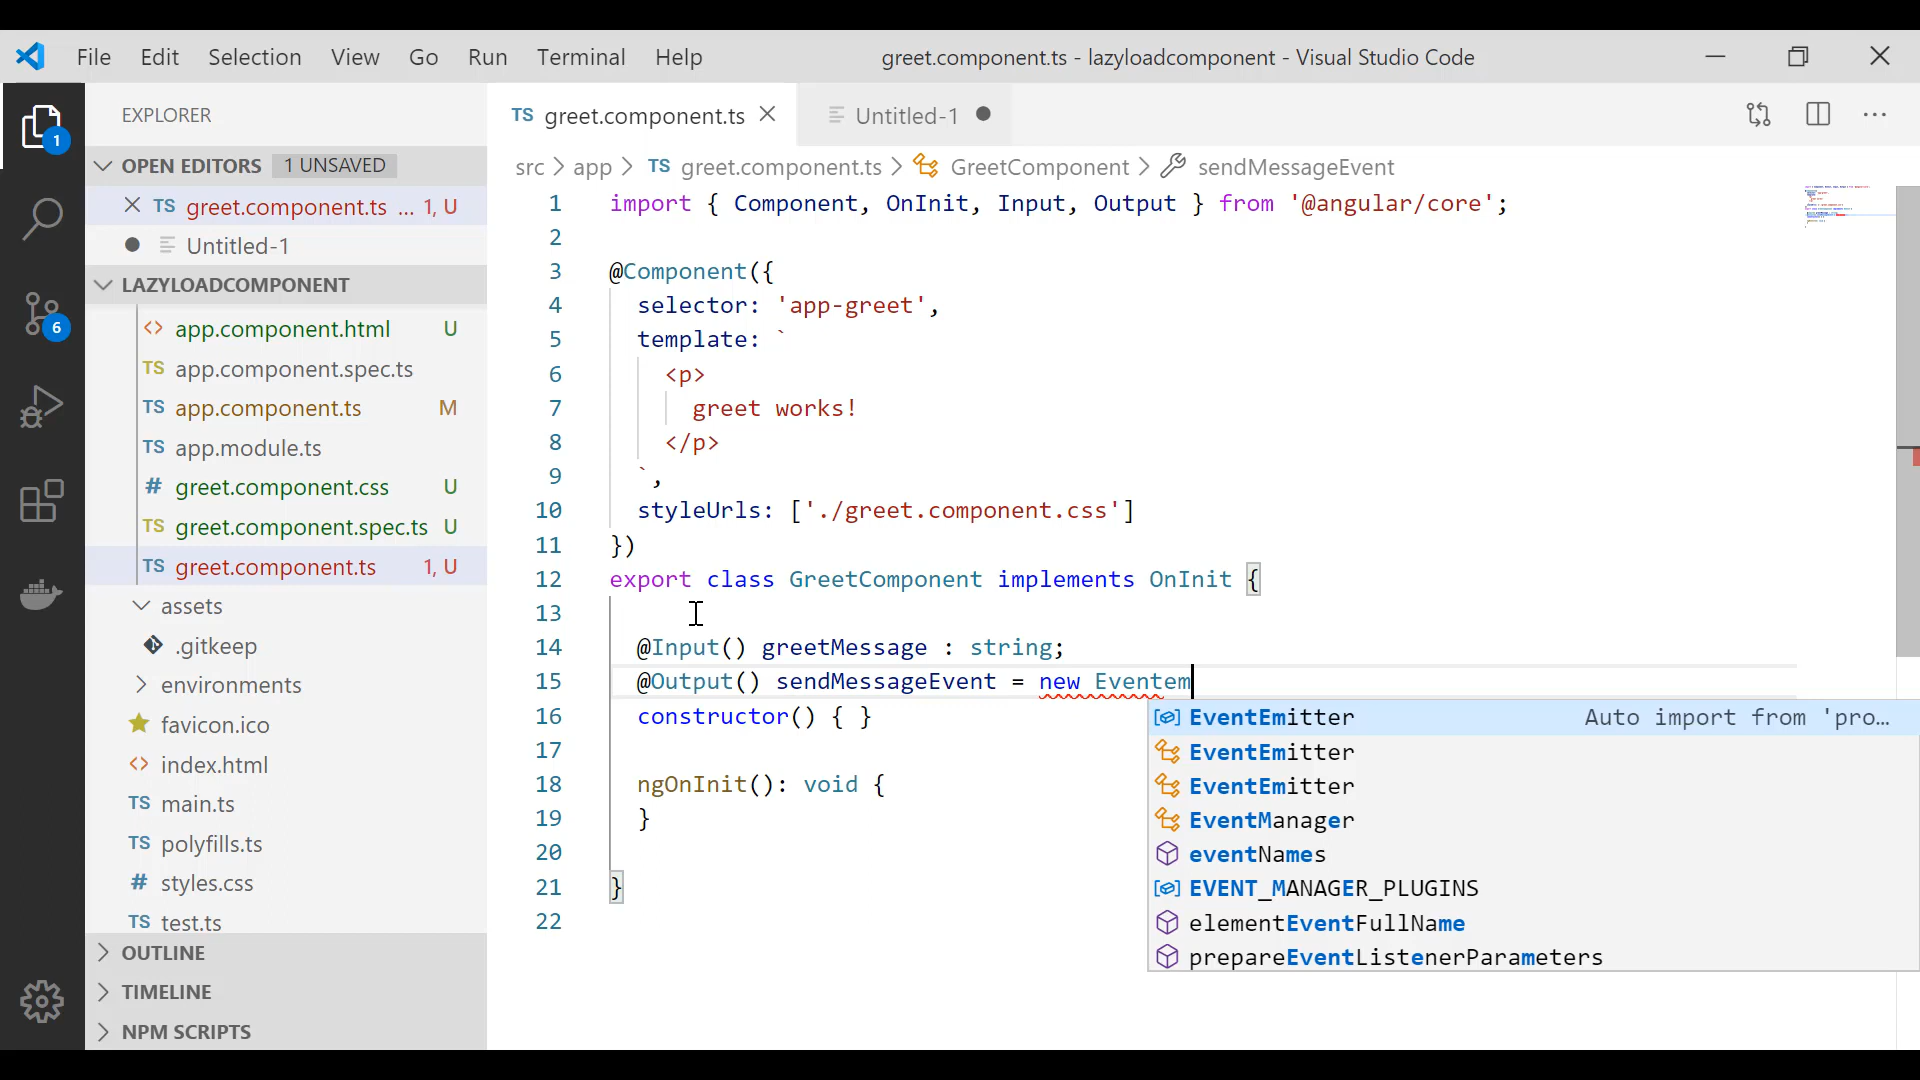 File Edit Selection View Go Run Terminal Help
greet.component.ts - lazyloadcomponent - Visual Studio Code
EXPLORER
OPEN EDITORS 1 UNSAVED
TS greet.component.ts ... 1, U
Untitled-1
LAZYLOADCOMPONENT
<> app.component.html U
TS app.component.spec.ts
TS app.component.ts M
TS app.module.ts
# greet.component.css U
TS greet.component.spec.ts U
TS greet.component.ts 1, U
assets
.gitkeep
environments
favicon.ico
<> index.html
TS main.ts
TS polyfills.ts
# styles.css
TS test.ts
OUTLINE
TIMELINE
NPM SCRIPTS
1
6
TS greet.component.ts
Untitled-1
src > app > TS greet.component.ts > GreetComponent > sendMessageEvent
1 import { Component, OnInit, Input, Output } from '@angular/core';
2
3 @Component({
4 selector: 'app-greet',
5 template: `
6 <p>
7 greet works!
8 </p>
9 `,
10 styleUrls: ['./greet.component.css']
11 })
12 export class GreetComponent implements OnInit {
13
14 @Input() greetMessage : string;
15 @Output() sendMessageEvent = new Eventem
16 constructor() { }
17
18 ngOnInit(): void {
19 }
20
21 }
22
EventEmitter Auto import from 'pro...
EventEmitter
EventEmitter
EventManager
eventNames
EVENT_MANAGER_PLUGINS
elementEventFullName
prepareEventListenerParameters